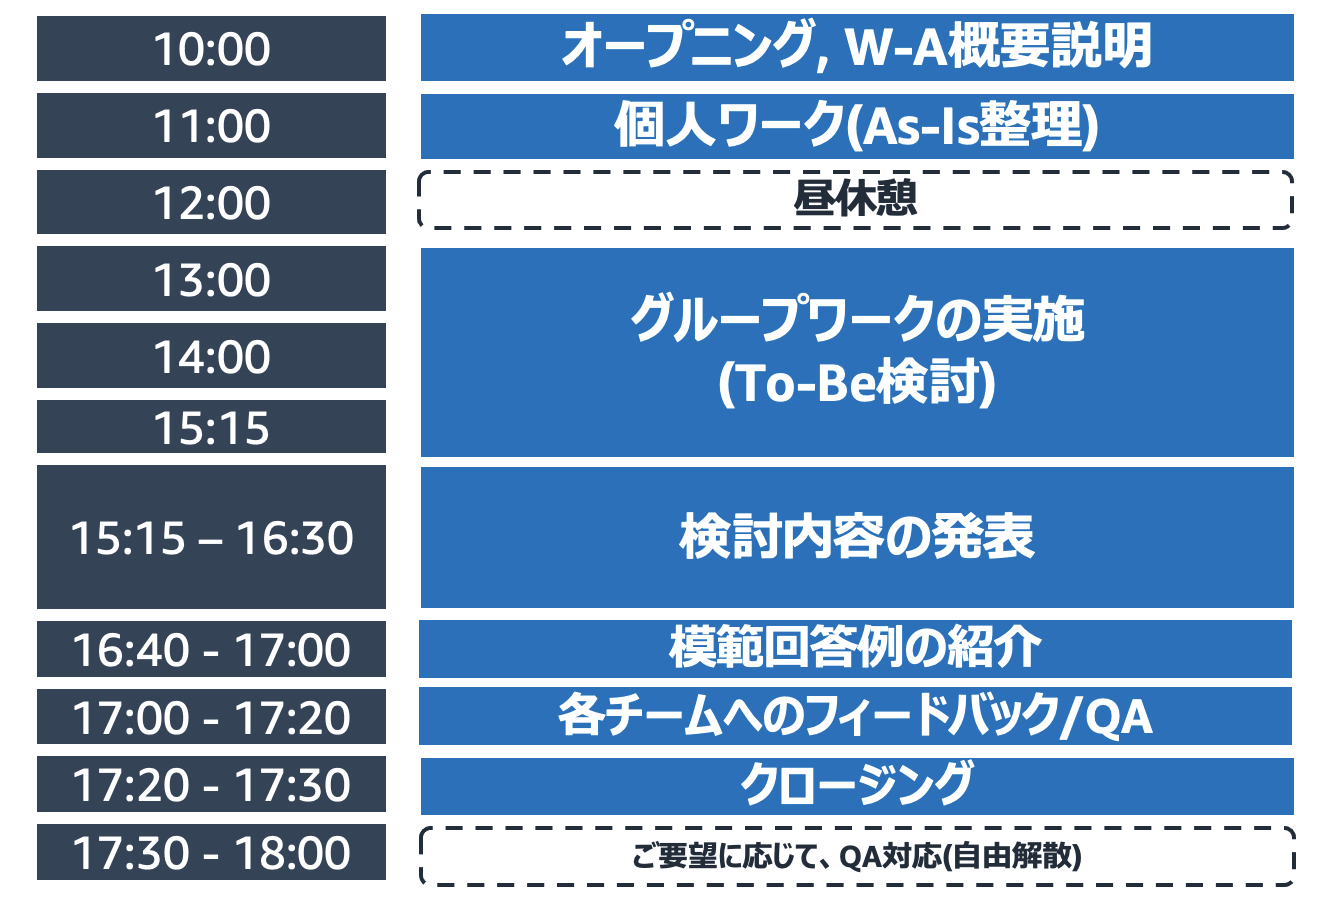 10:00
オープニング, W-A概要説明
11:00
個人ワーク(As-Is整理)
12:00
昼休憩
13:00
14:00
15:15
グループワークの実施
(To-Be検討)
15:15 – 16:30
検討内容の発表
16:40 - 17:00
模範回答例の紹介
17:00 - 17:20
各チームへのフィードバック/QA
17:20 - 17:30
クロージング
17:30 - 18:00
ご要望に応じて、QA対応(自由解散)